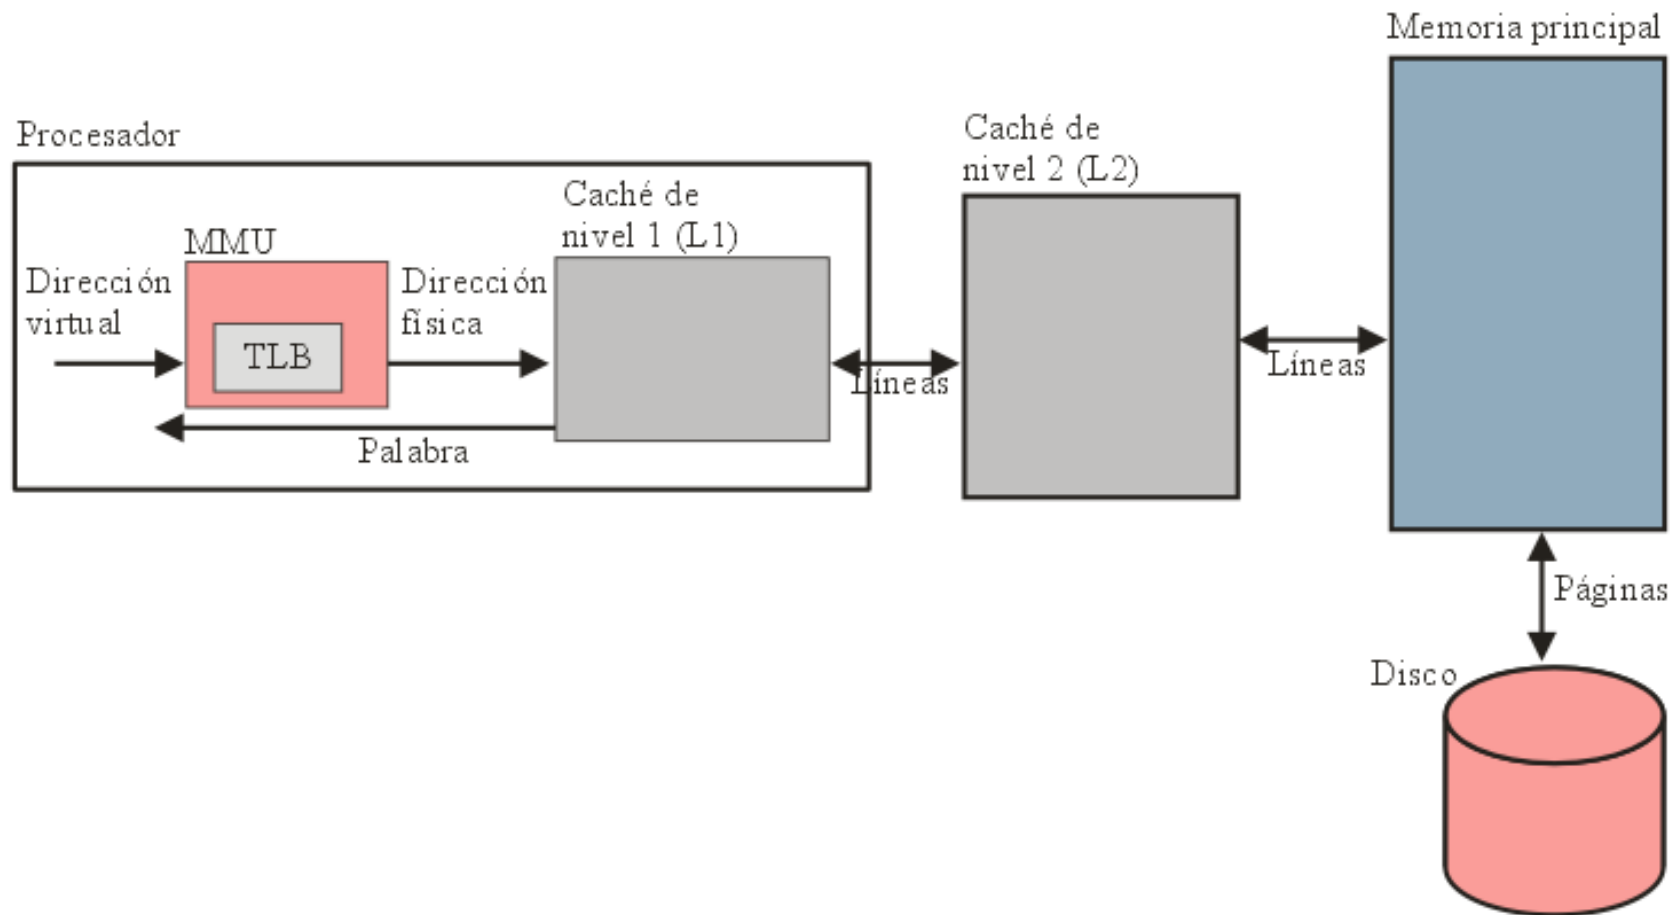 Memoria principal
Procesador
Caché de
nivel 2 (L2)
Caché de
nivel 1 (L1)
MMU
Dirección
virtual
TLB
Dirección
física
Palabra
Líneas
Líneas
Páginas
Disco